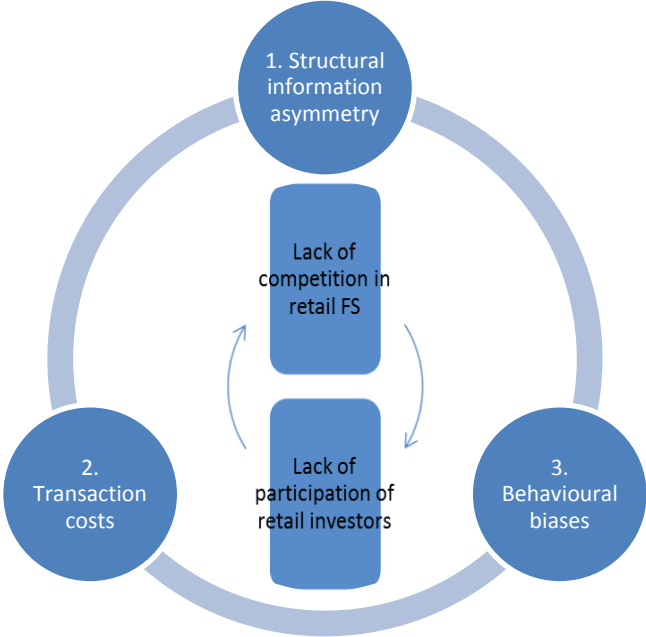 1. Structural
information
asymmetry
Lack of
competition in
retail FS
Lack of
participation of
retail investors
2.
Transaction
costs
3.
Behavioural
biases